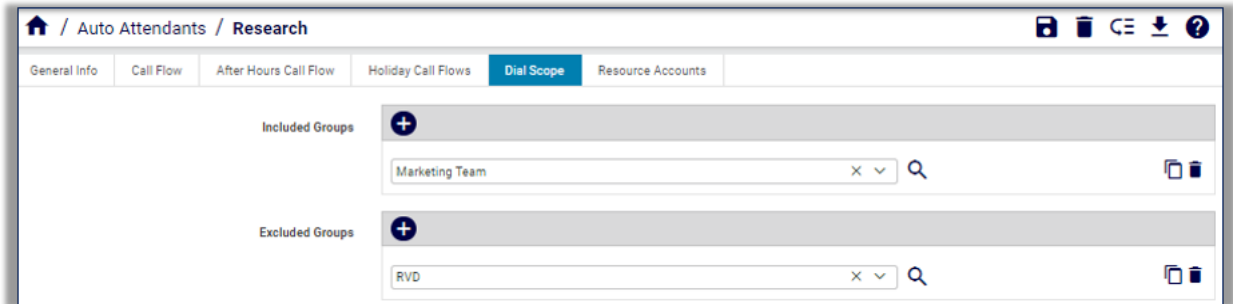 / Auto Attendants / Research
General Info Call Flow After Hours Call Flow Holiday Call Flows Dial Scope Resource Accounts
Included Groups
Marketing Team
Excluded Groups
RVD